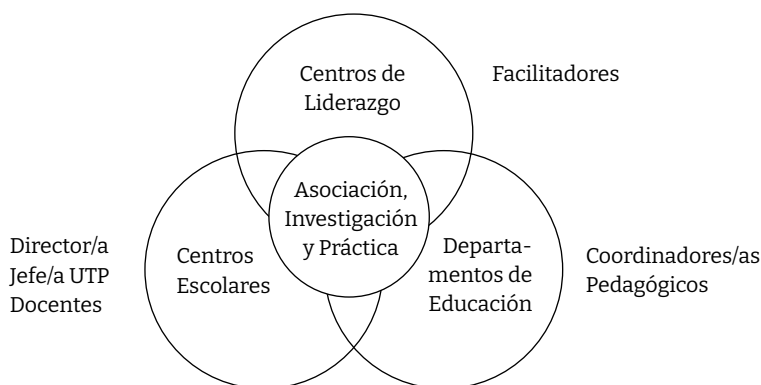 Centros de
Liderazgo
Facilitadores
Asociación,
Investigación
y Práctica
Director/a
Jefe/a UTP
Docentes
Centros
Escolares
Departa-
mentos de
Educación
Coordinadores/as
Pedagógicos